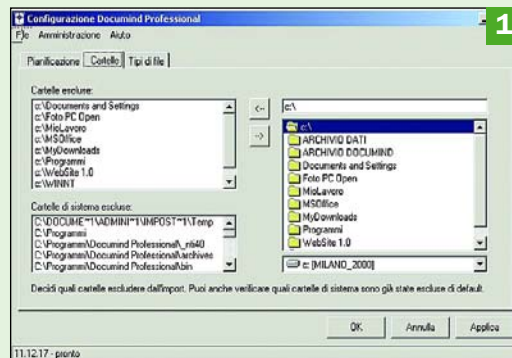 Configurazione Documind Professional
1
File Amministrazione Aiuto
Pianificazione Cartelle Tipi di file
Cartelle escluse:
c:\Documents and Settings
c:\Foto PC Open
c:\MioLavoro
c:\MSOffice
c:\MyDownloads
c:\Programmi
c:\WebSite 1.0
c:\WINNT
<--
-->
c:\
c:\
ARCHIVIO DATI
ARCHIVIO DOCUMIND
Documents and Settings
Foto PC Open
MioLavoro
MSOffice
MyDownloads
Programmi
WebSite 1.0
Cartelle di sistema escluse:
C:\DOCUME~1\ADMINI~1\IMPOST~1\Temp
C:\Programmi
C:\Programmi\Documind Professional\_nt40
C:\Programmi\Documind Professional\archives
C:\Programmi\Documind Professional\bin
c: [MILANO_2000]
Decidi quali cartelle escludere dall'import. Puoi anche verificare quali cartelle di sistema sono già state escluse di default.
OK Annulla Applica
11.12.17 - pronto